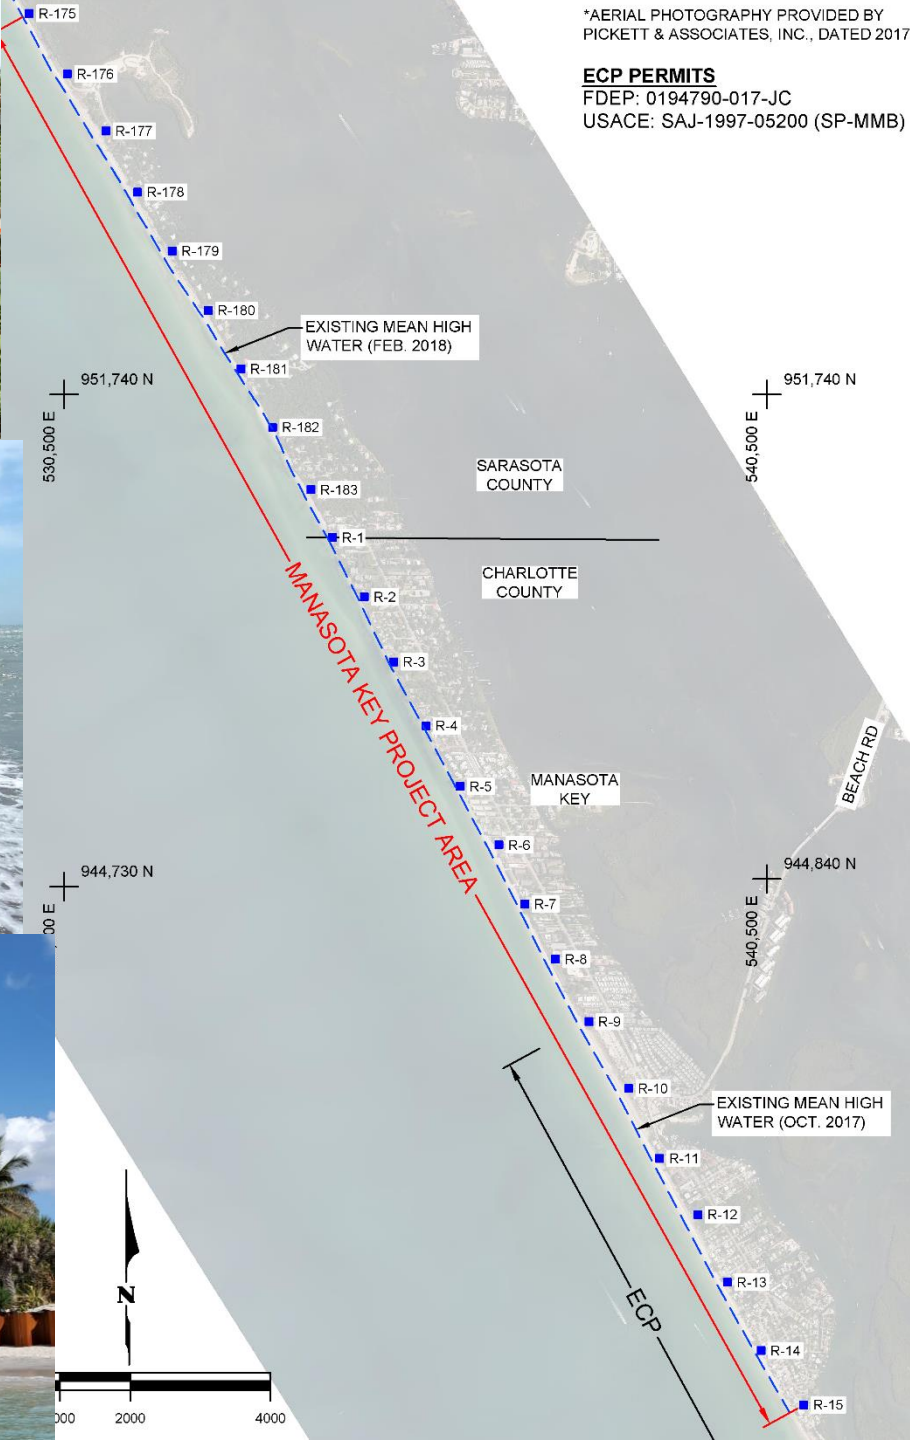 *AERIAL PHOTOGRAPHY PROVIDED BY
PICKETT & ASSOCIATES, INC., DATED 2017
ECP PERMITS
FDEP: 0194790-017-JC
USACE: SAJ-1997-05200 (SP-MMB)
R-175
R-176
R-177
R-178
R-179
R-180
EXISTING MEAN HIGH
WATER (FEB. 2018)
R-181
951,740 N
530,500 E
951,740 N
540,500 E
R-182
SARASOTA
COUNTY
R-183
R-1
CHARLOTTE
COUNTY
R-2
MANASOTA KEY PROJECT AREA
R-3
R-4
R-5
MANASOTA
KEY
BEACH RD
R-6
944,730 N
00 E
944,840 N
540,500 E
R-7
R-8
R-9
R-10
EXISTING MEAN HIGH
WATER (OCT. 2017)
R-11
R-12
R-13
ECP
N
R-14
R-15
2000
4000